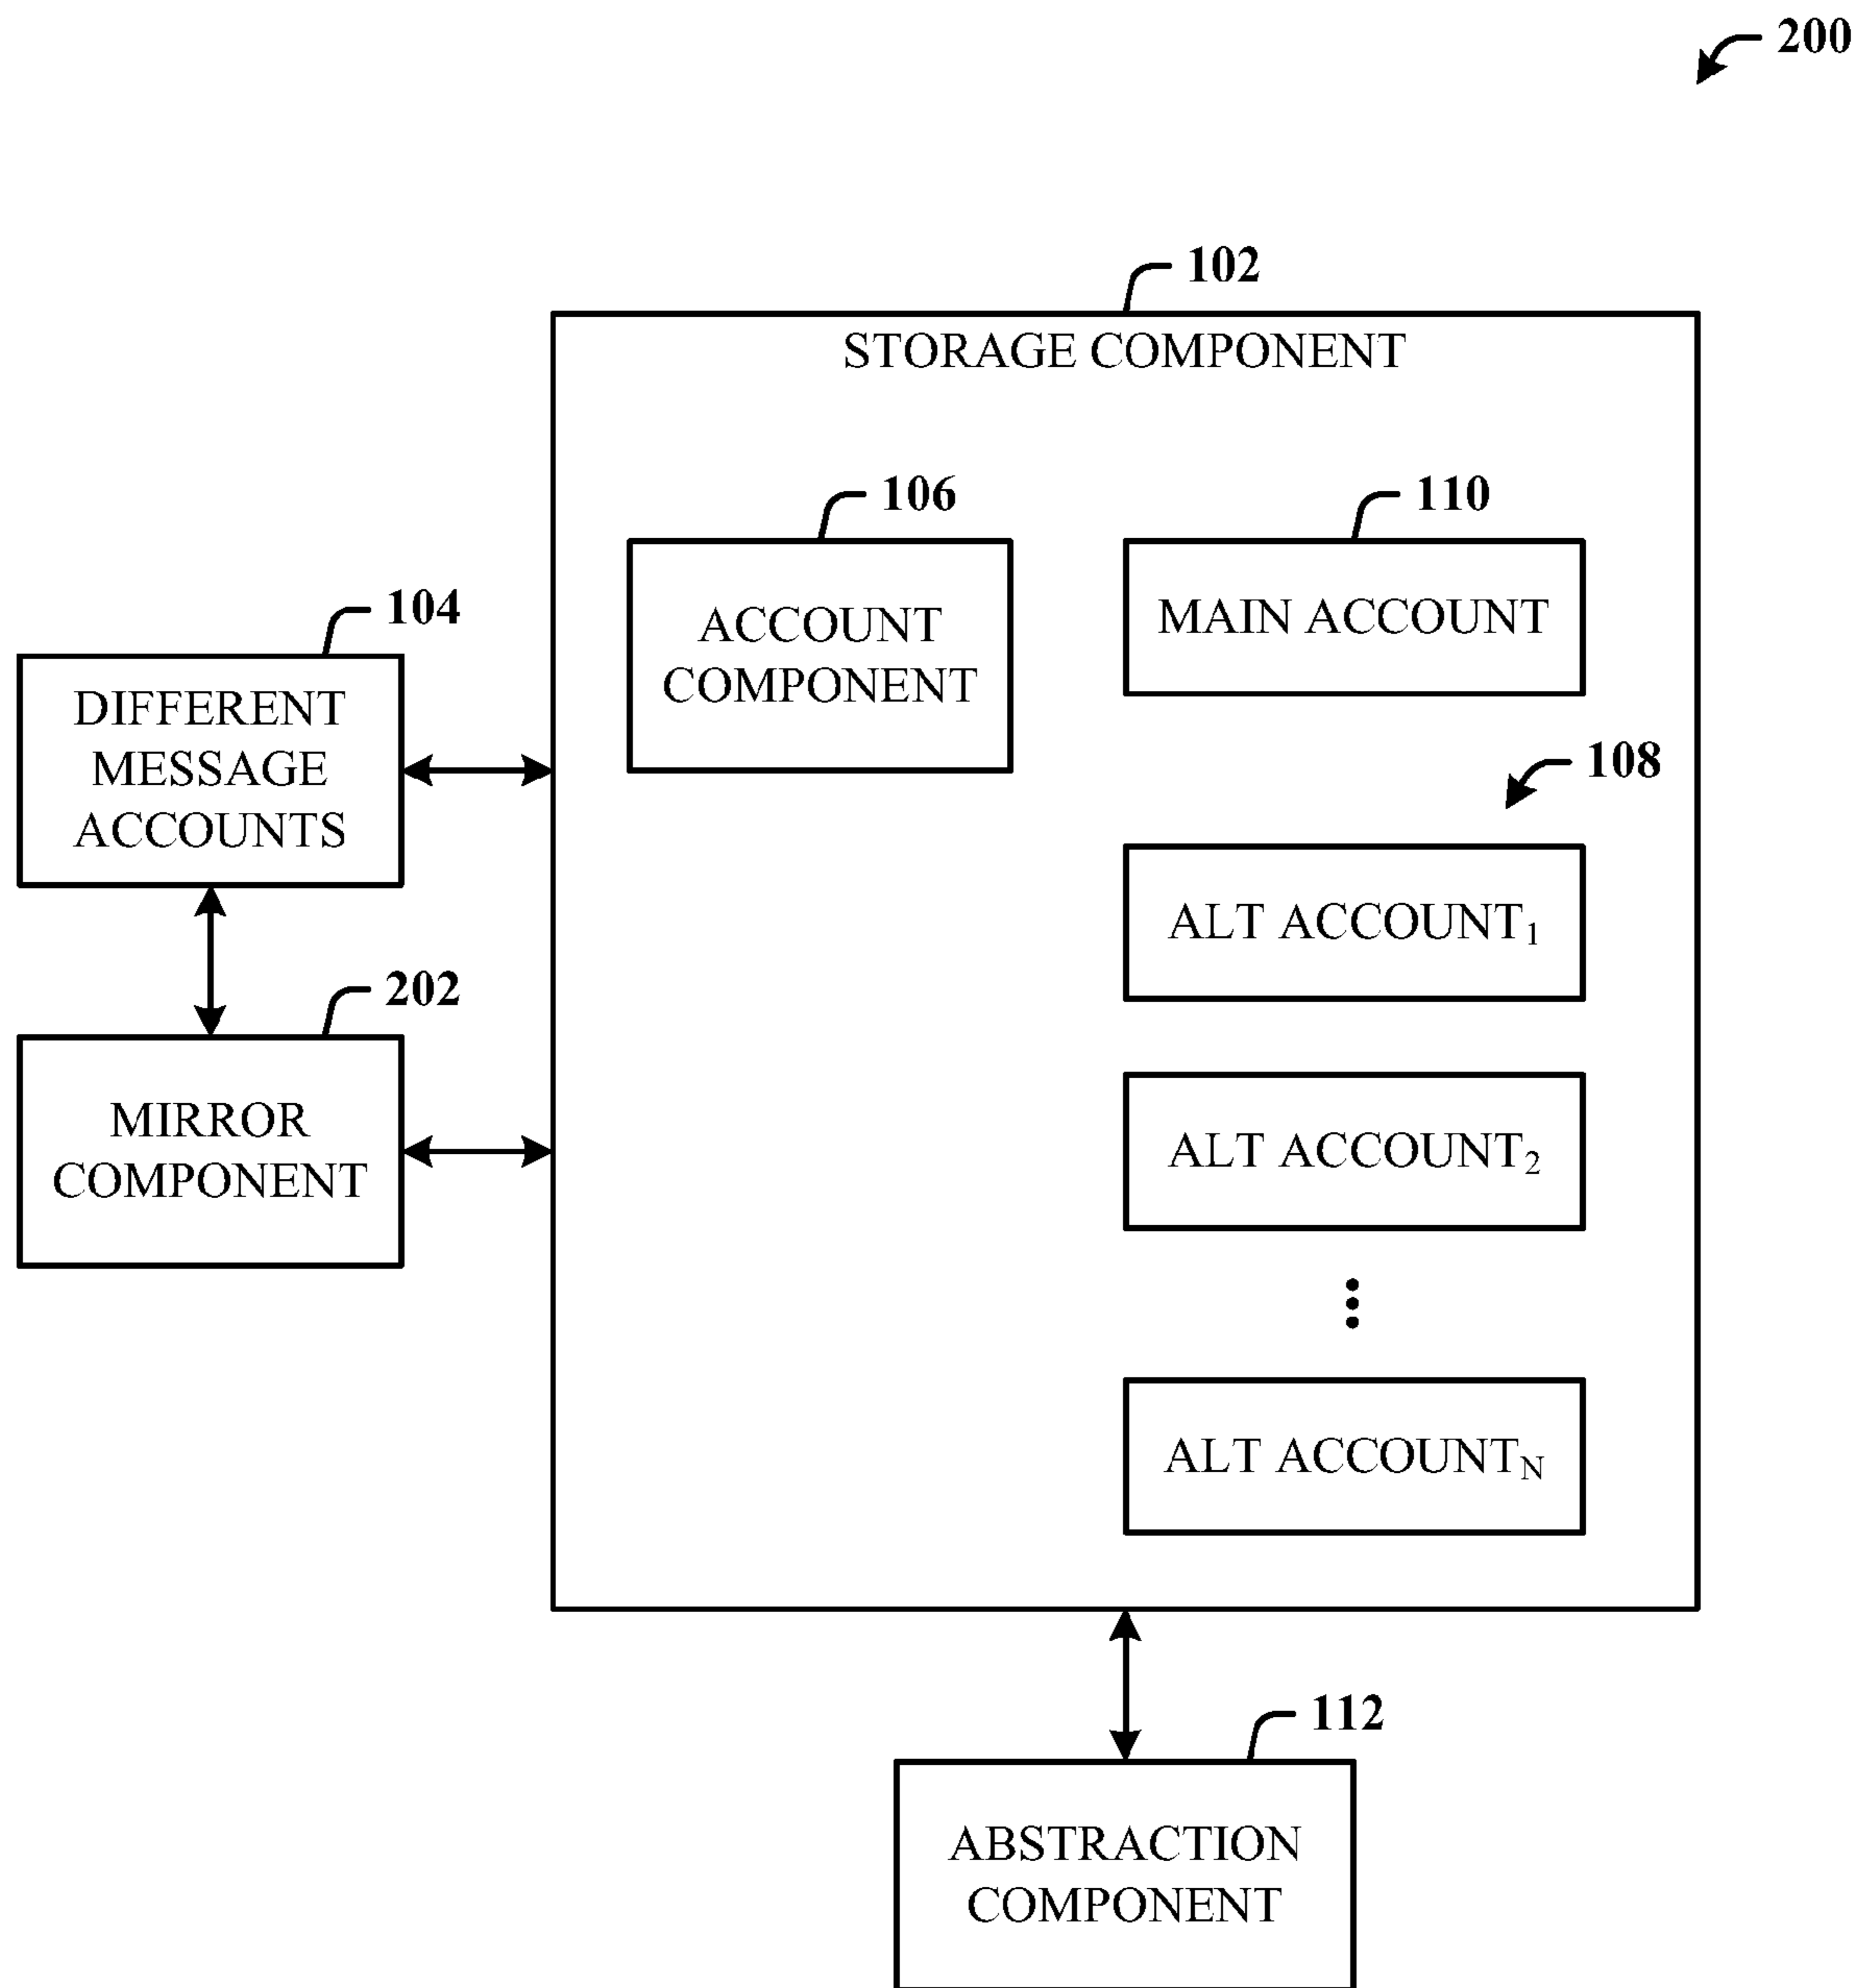 200
102
STORAGE COMPONENT
106
ACCOUNT
COMPONENT
110
MAIN ACCOUNT
104
DIFFERENT
MESSAGE
ACCOUNTS
108
ALT ACCOUNT₁
202
MIRROR
COMPONENT
ALT ACCOUNT₂
ALT ACCOUNT_N
112
ABSTRACTION
COMPONENT